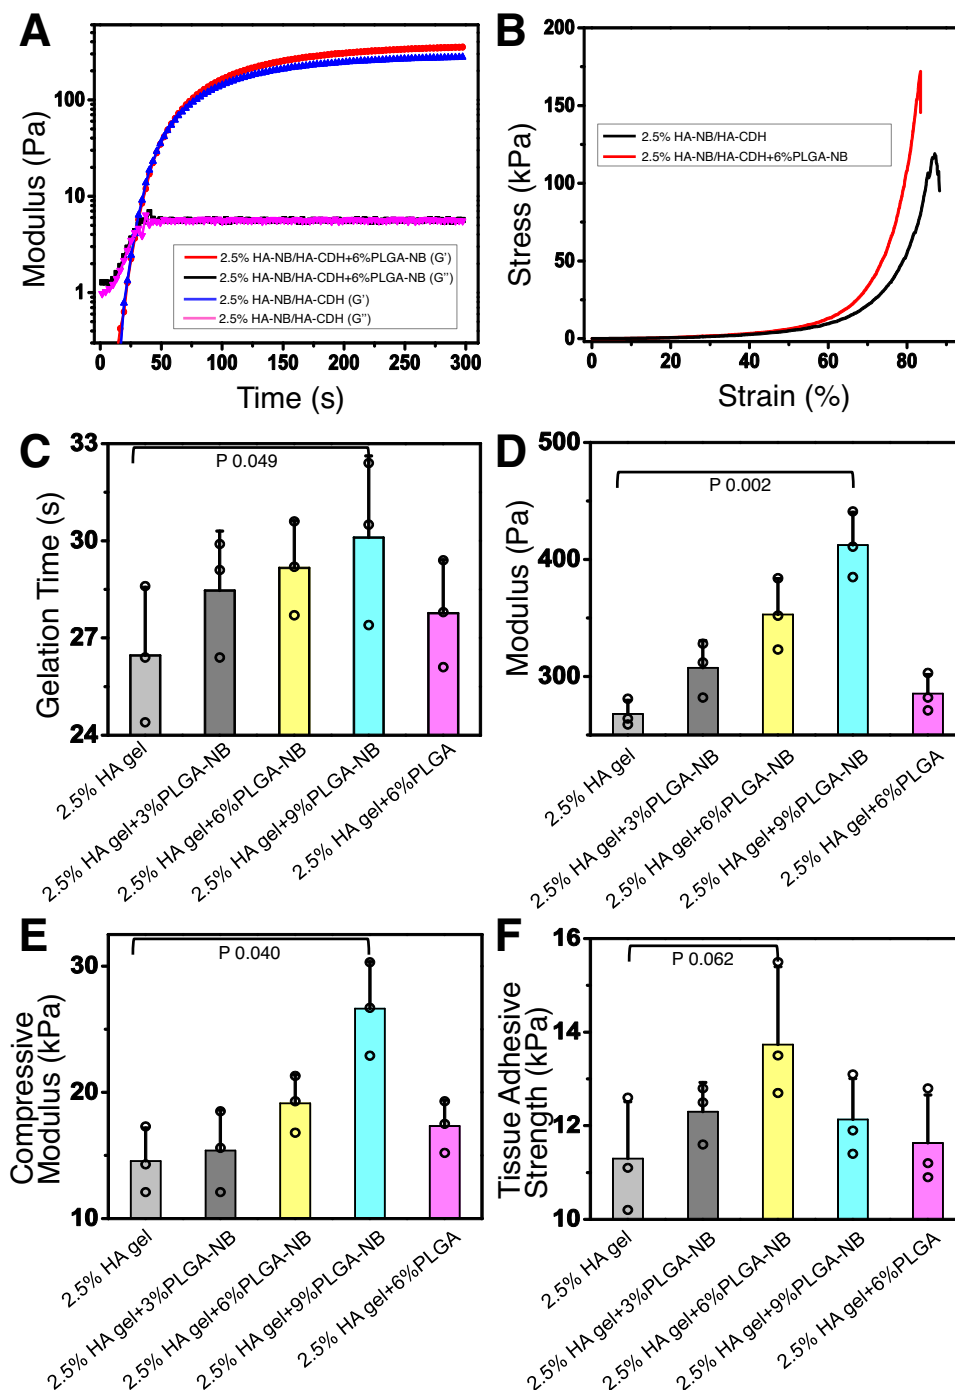 A
Modulus (Pa)
100
10
1
2.5% HA-NB/HA-CDH+6%PLGA-NB (G')
2.5% HA-NB/HA-CDH+6%PLGA-NB (G'')
2.5% HA-NB/HA-CDH (G')
2.5% HA-NB/HA-CDH (G'')
0 50 100 150 200 250 300
Time (s)
B
Stress (kPa)
200
150
100
50
0
2.5% HA-NB/HA-CDH
2.5% HA-NB/HA-CDH+6%PLGA-NB
0 20 40 60 80
Strain (%)
C
Gelation Time (s)
33
30
27
24
P 0.049
2.5% HA gel
2.5% HA gel+3%PLGA-NB
2.5% HA gel+6%PLGA-NB
2.5% HA gel+9%PLGA-NB
2.5% HA gel+6%PLGA
D
Modulus (Pa)
500
400
300
P 0.002
2.5% HA gel
2.5% HA gel+3%PLGA-NB
2.5% HA gel+6%PLGA-NB
2.5% HA gel+9%PLGA-NB
2.5% HA gel+6%PLGA
E
Compressive
Modulus (kPa)
30
20
10
P 0.040
2.5% HA gel
2.5% HA gel+3%PLGA-NB
2.5% HA gel+6%PLGA-NB
2.5% HA gel+9%PLGA-NB
2.5% HA gel+6%PLGA
F
Tissue Adhesive
Strength (kPa)
16
14
12
10
P 0.062
2.5% HA gel
2.5% HA gel+3%PLGA-NB
2.5% HA gel+6%PLGA-NB
2.5% HA gel+9%PLGA-NB
2.5% HA gel+6%PLGA